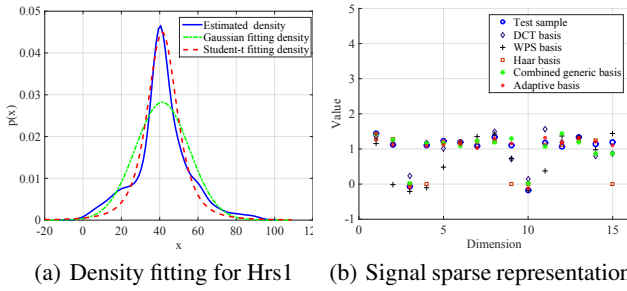 0.05
0.04
0.03
0.02
0.01
0
p(x)
-20 0 20 40 60 80 100 120
x
Estimated density
Gaussian fitting density
Student-t fitting density
5
4
3
2
1
0
-1
Value
0 5 10 15
Dimension
Test sample
DCT basis
WPS basis
Haar basis
Combined generic basis
Adaptive basis
(a) Density fitting for Hrs1
(b) Signal sparse representation